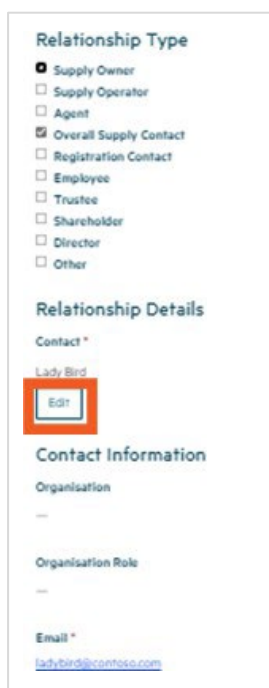 Relationship Type
Supply Owner
Supply Operator
Agent
Overall Supply Contact
Registration Contact
Employee
Trustee
Shareholder
Director
Other
Relationship Details
Contact *
Lady Bird
Edit
Contact Information
Organisation
—
Organisation Role
—
Email *
ladybird@contoso.com